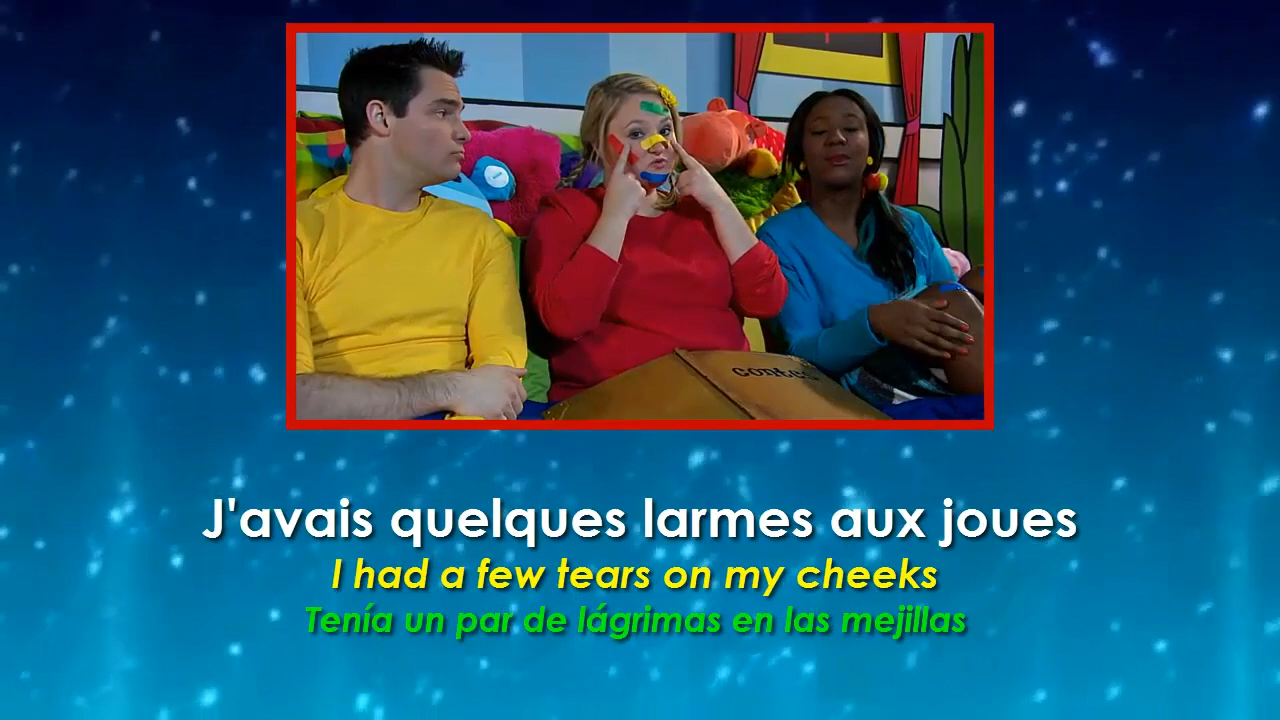 J'avais quelques larmes aux joues
I had a few tears on my cheeks
Tenía un par de lágrimas en las mejillas